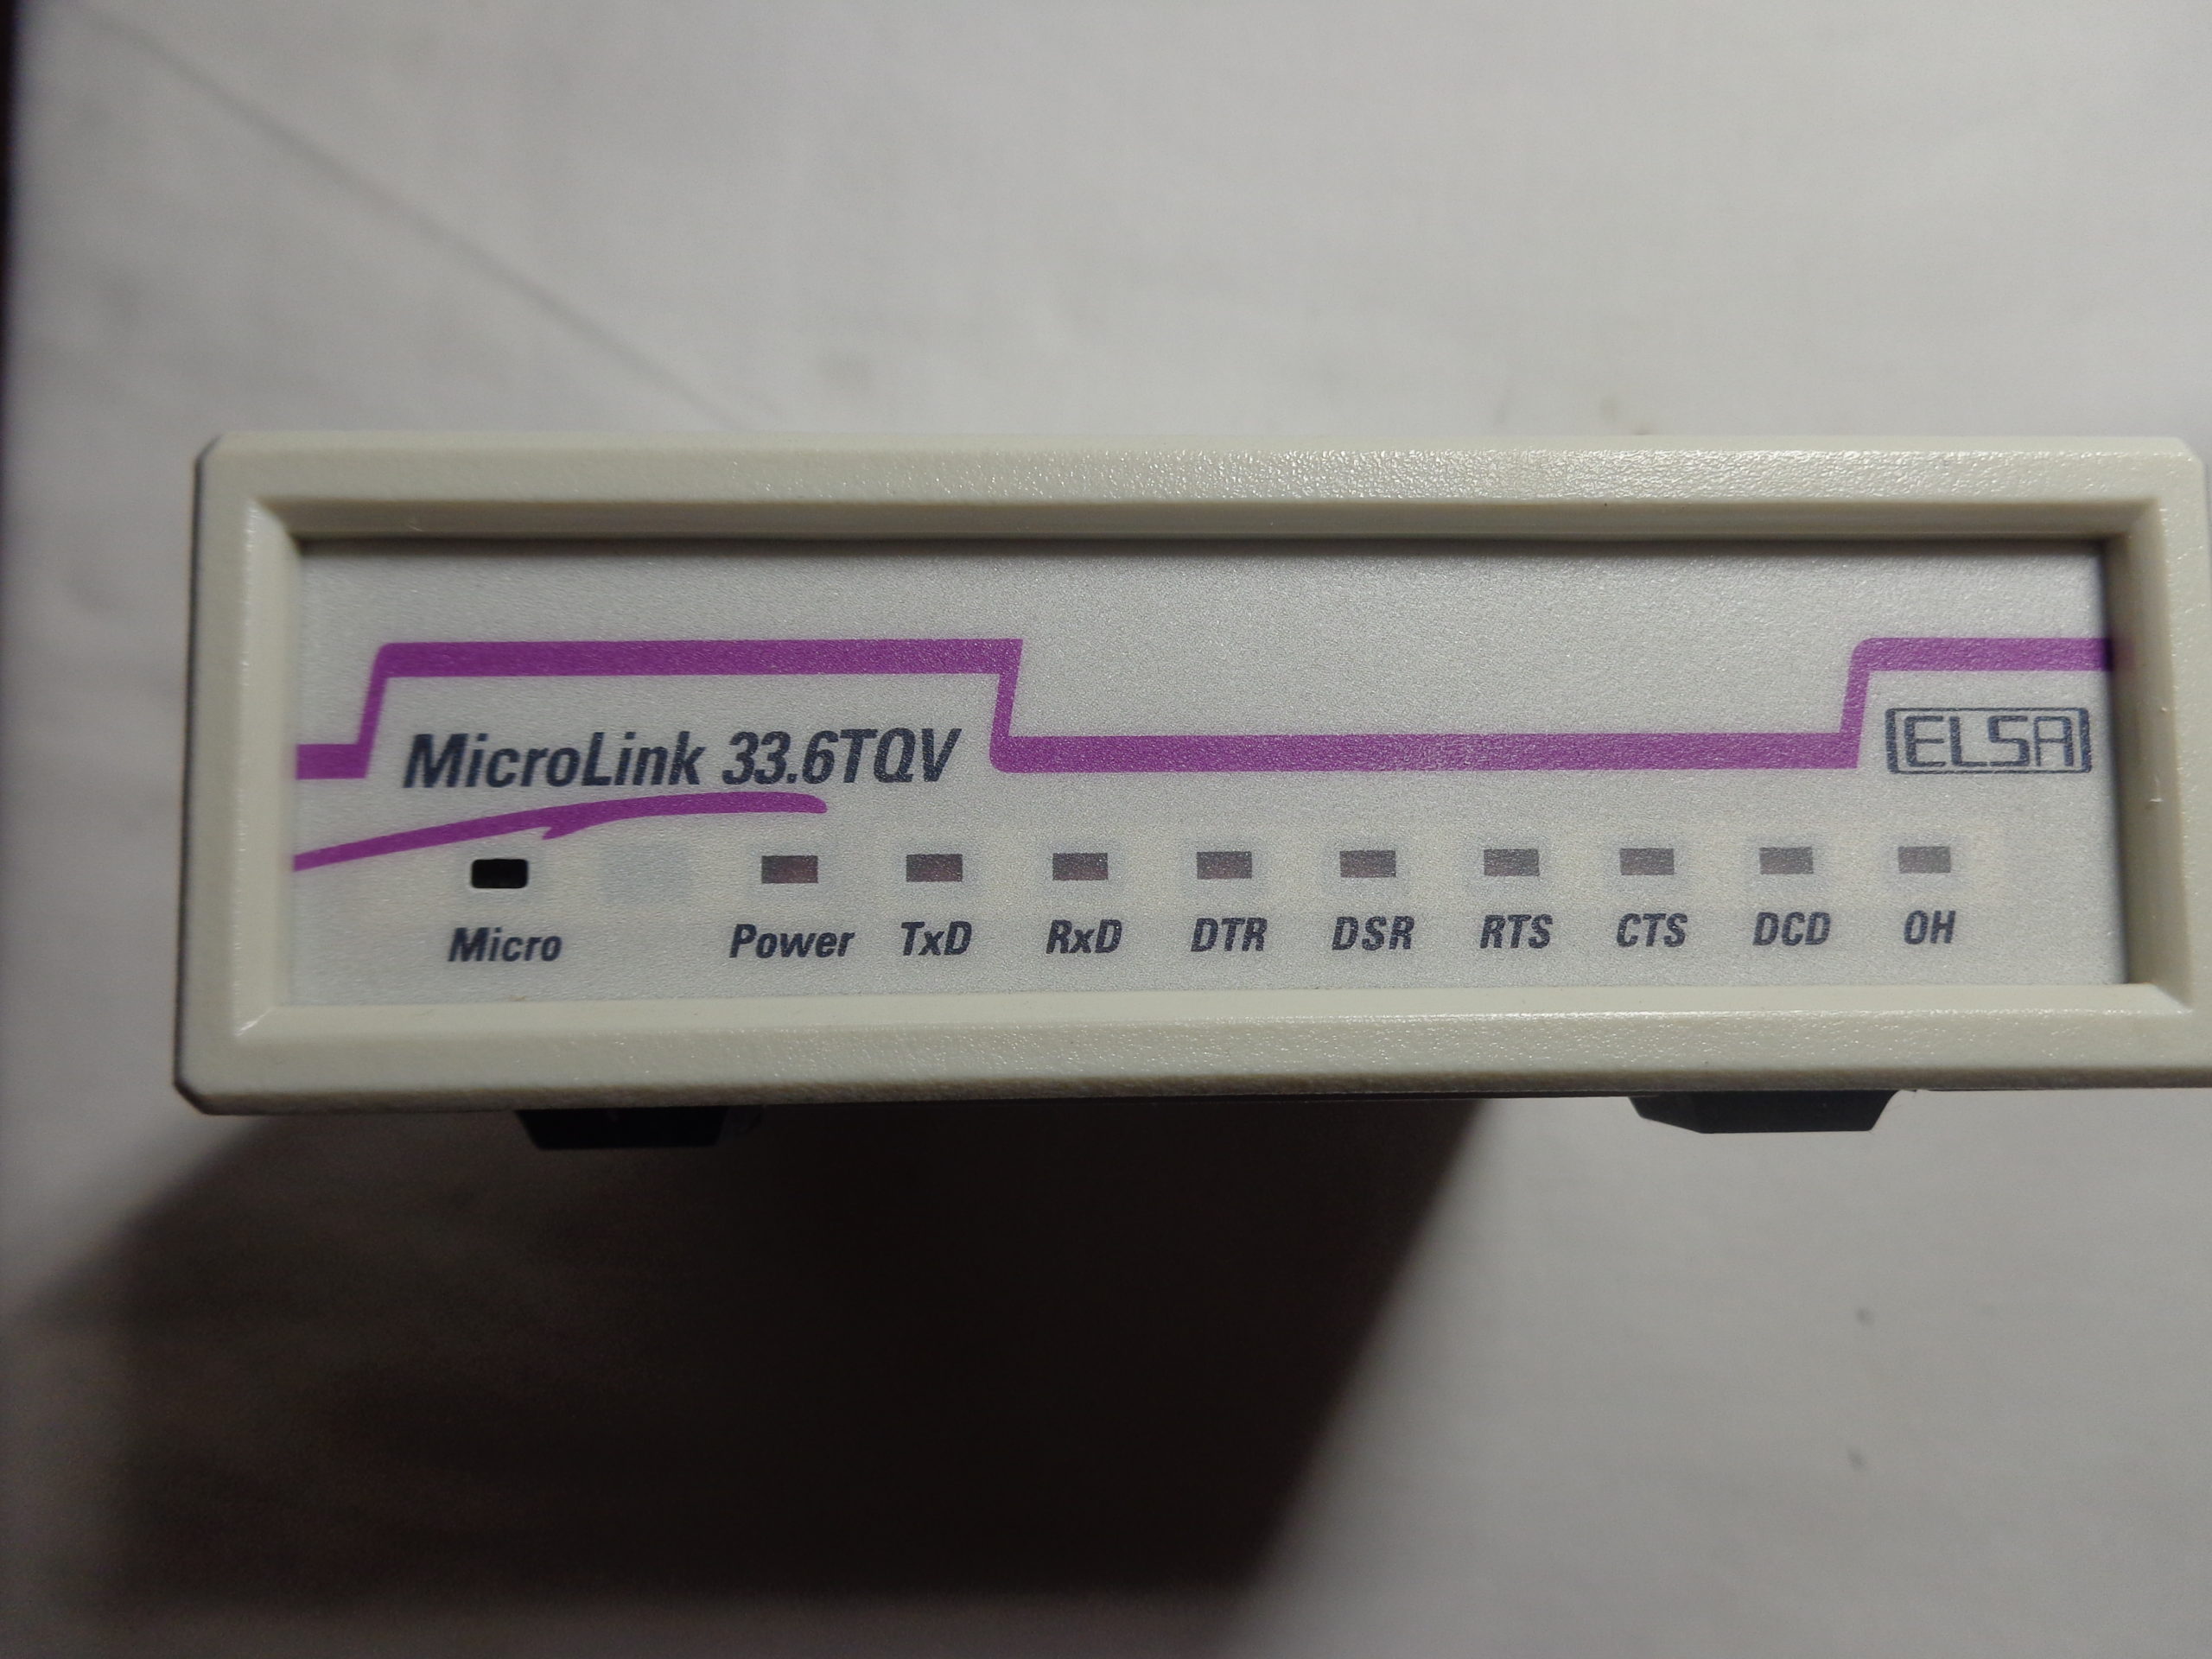 MicroLink 33.6TQV
ELSA
Micro Power TxD RxD DTR DSR RTS CTS DCD OH